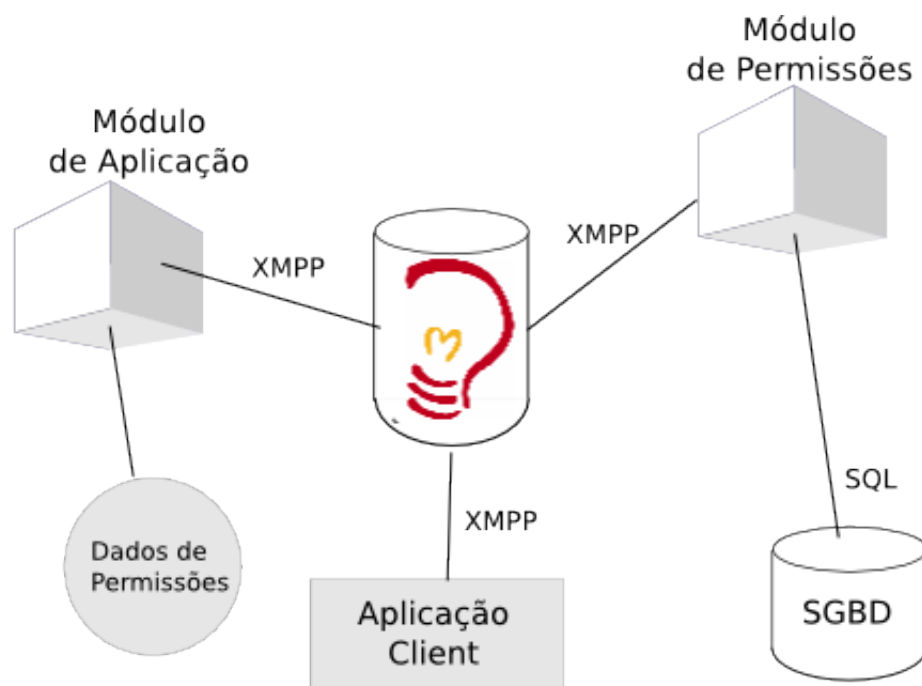 Módulo
de Permissões
Módulo
de Aplicação
XMPP
XMPP
SQL
XMPP
Dados de
Permissões
Aplicação
Client
SGBD